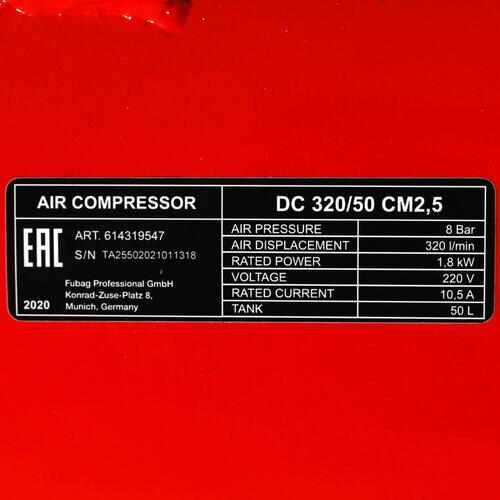 AIR COMPRESSOR
DC 320/50 CM2,5
EAC
ART. 614319547
S/N TA25502021011318
Fubag Professional GmbH
Konrad-Zuse-Platz 8,
Munich, Germany
2020
AIR PRESSURE 8 Bar
AIR DISPLACEMENT 320 l/min
RATED POWER 1,8 kW
VOLTAGE 220 V
RATED CURRENT 10,5 A
TANK 50 L